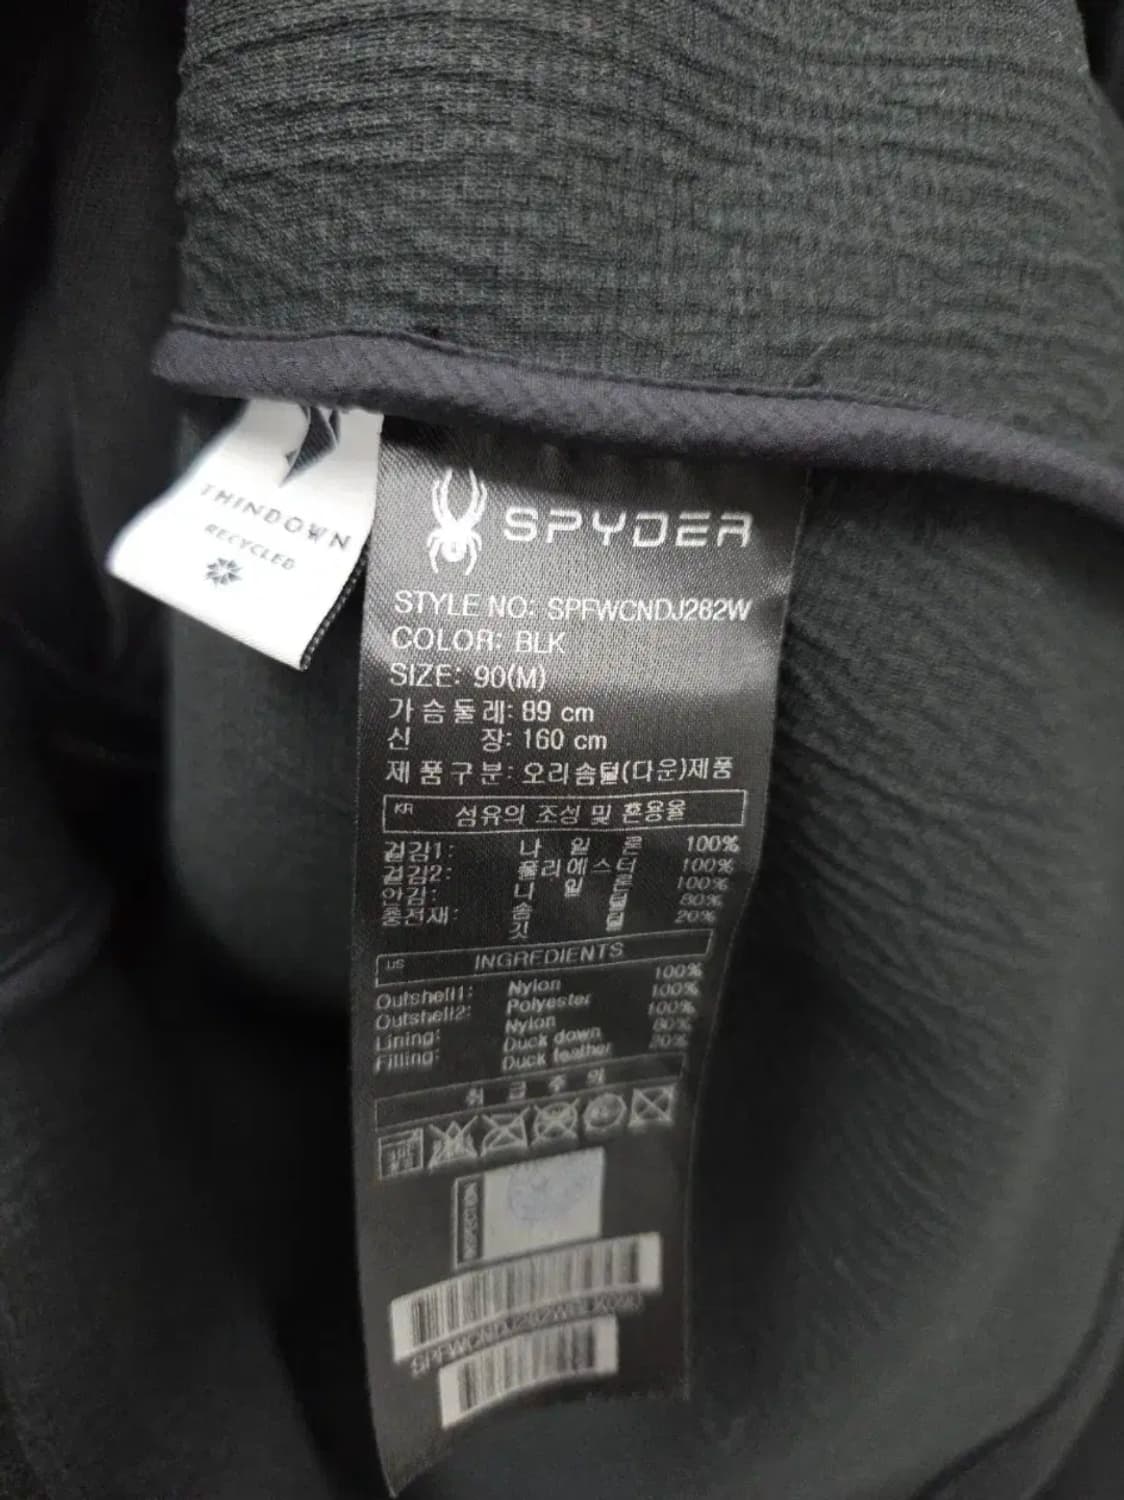 THINDOWN
RECYCLED
SPYDER
STYLE NO: SPFWCNDJ282W
COLOR: BLK
SIZE: 90(M)
가슴둘레: 89 cm
신 장: 160 cm
제품구분: 오리솜털(다운)제품
KR 섬유의 조성 및 혼용율
겉감1: 나 일 론 100%
겉감2: 폴리에스터 100%
안감: 나 일 론 100%
충전재: 솜 털 80%
깃 털 20%
US INGREDIENTS
Outshell1: Nylon 100%
Outshell2: Polyester 100%
Lining: Nylon 100%
Filling: Duck down 80%
Duck feather 20%
취 급 주 의
INSPECTION